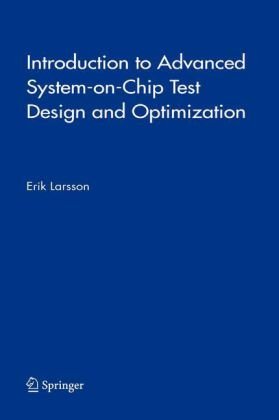 Introduction to Advanced
System-on-Chip Test
Design and Optimization
Erik Larsson
Springer